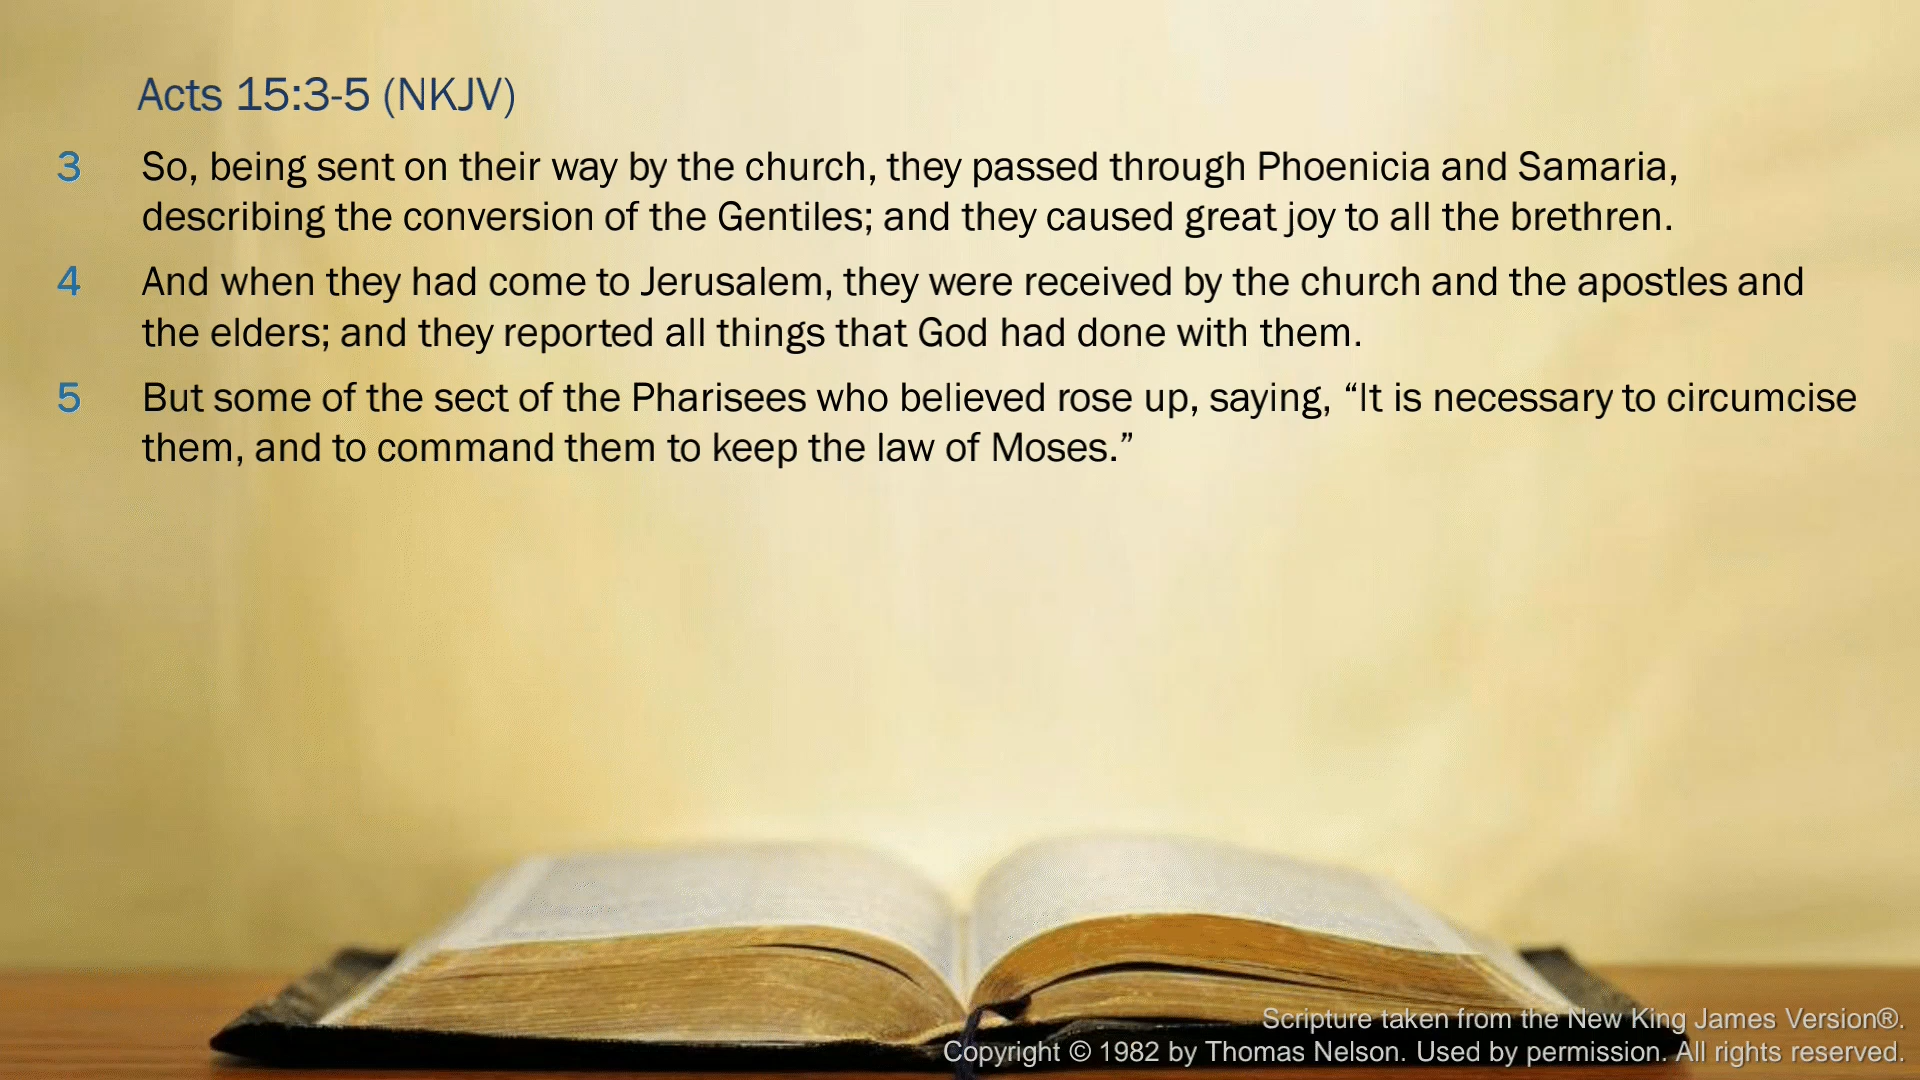 Acts 15:3-5 (NKJV)
3 So, being sent on their way by the church, they passed through Phoenicia and Samaria,
describing the conversion of the Gentiles; and they caused great joy to all the brethren.
4 And when they had come to Jerusalem, they were received by the church and the apostles and
the elders; and they reported all things that God had done with them.
5 But some of the sect of the Pharisees who believed rose up, saying, “It is necessary to circumcise
them, and to command them to keep the law of Moses.”
Scripture taken from the New King James Version®.
Copyright © 1982 by Thomas Nelson. Used by permission. All rights reserved.